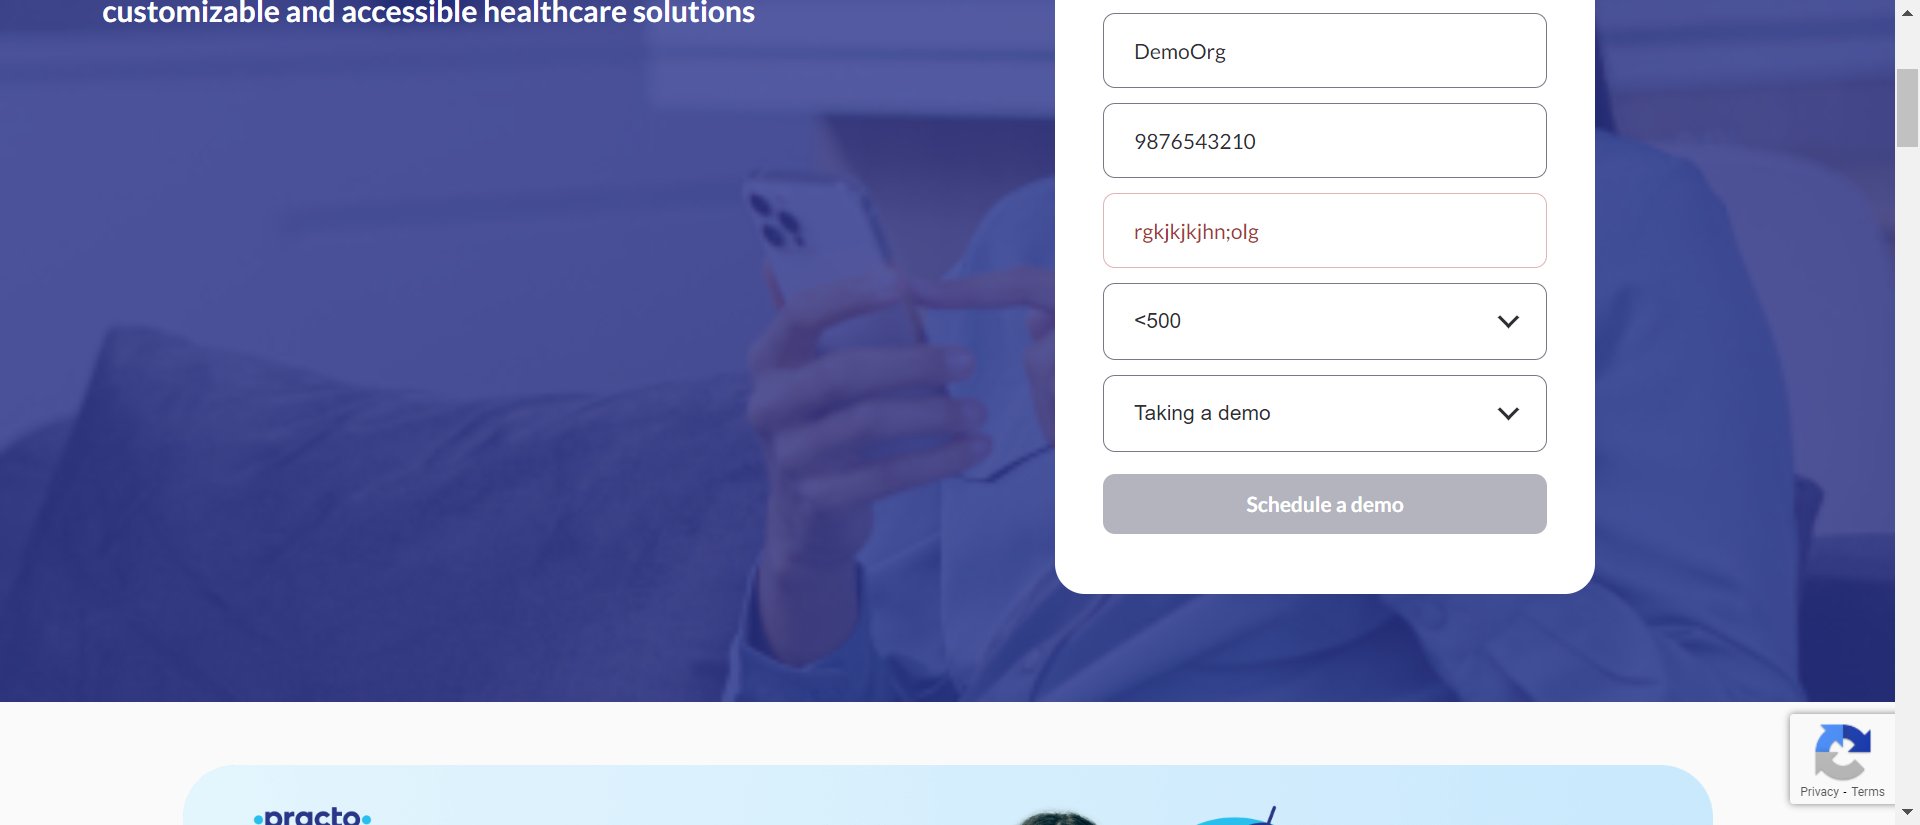 customizable and accessible healthcare solutions
DemoOrg
9876543210
rgkjkjkjhn;olg
<500
Taking a demo
Schedule a demo
Privacy - Terms
practo